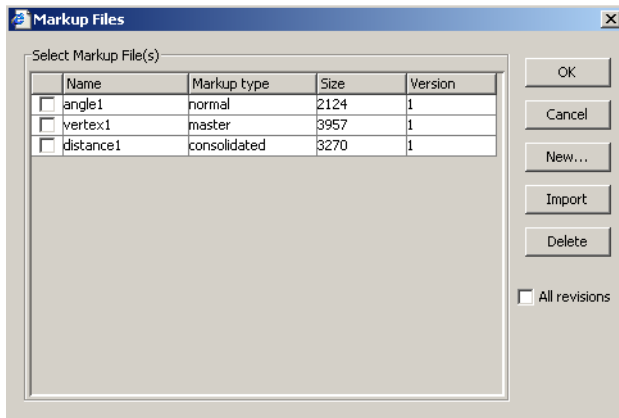 Markup Files
Select Markup File(s)
Name Markup type Size Version
angle1 normal 2124 1
vertex1 master 3957 1
distance1 consolidated 3270 1
OK
Cancel
New...
Import
Delete
All revisions